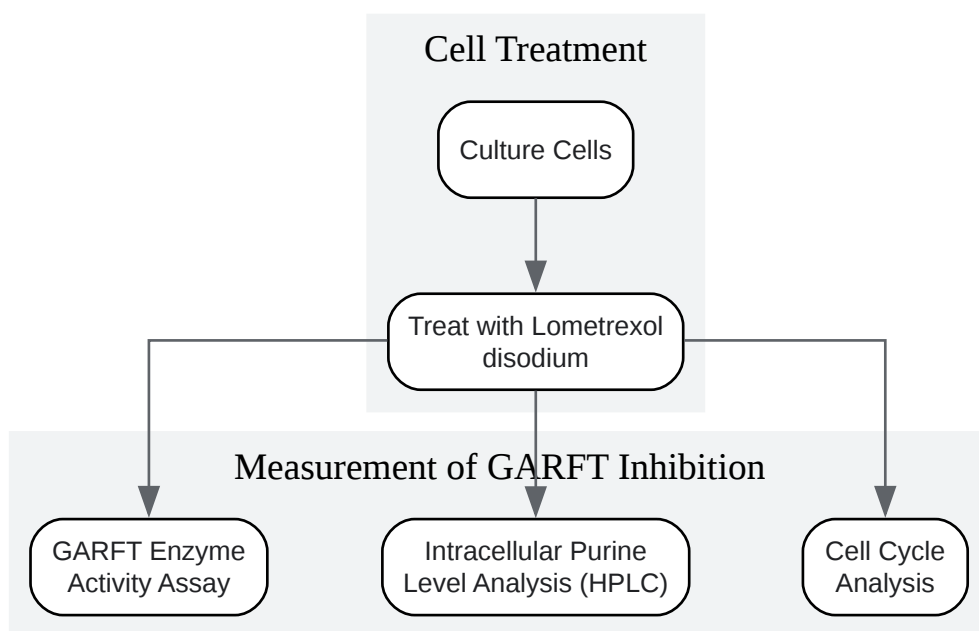 Cell Treatment
Culture Cells
Treat with Lometrexol
disodium
Measurement of GARFT Inhibition
GARFT Enzyme
Activity Assay
Intracellular Purine
Level Analysis (HPLC)
Cell Cycle
Analysis